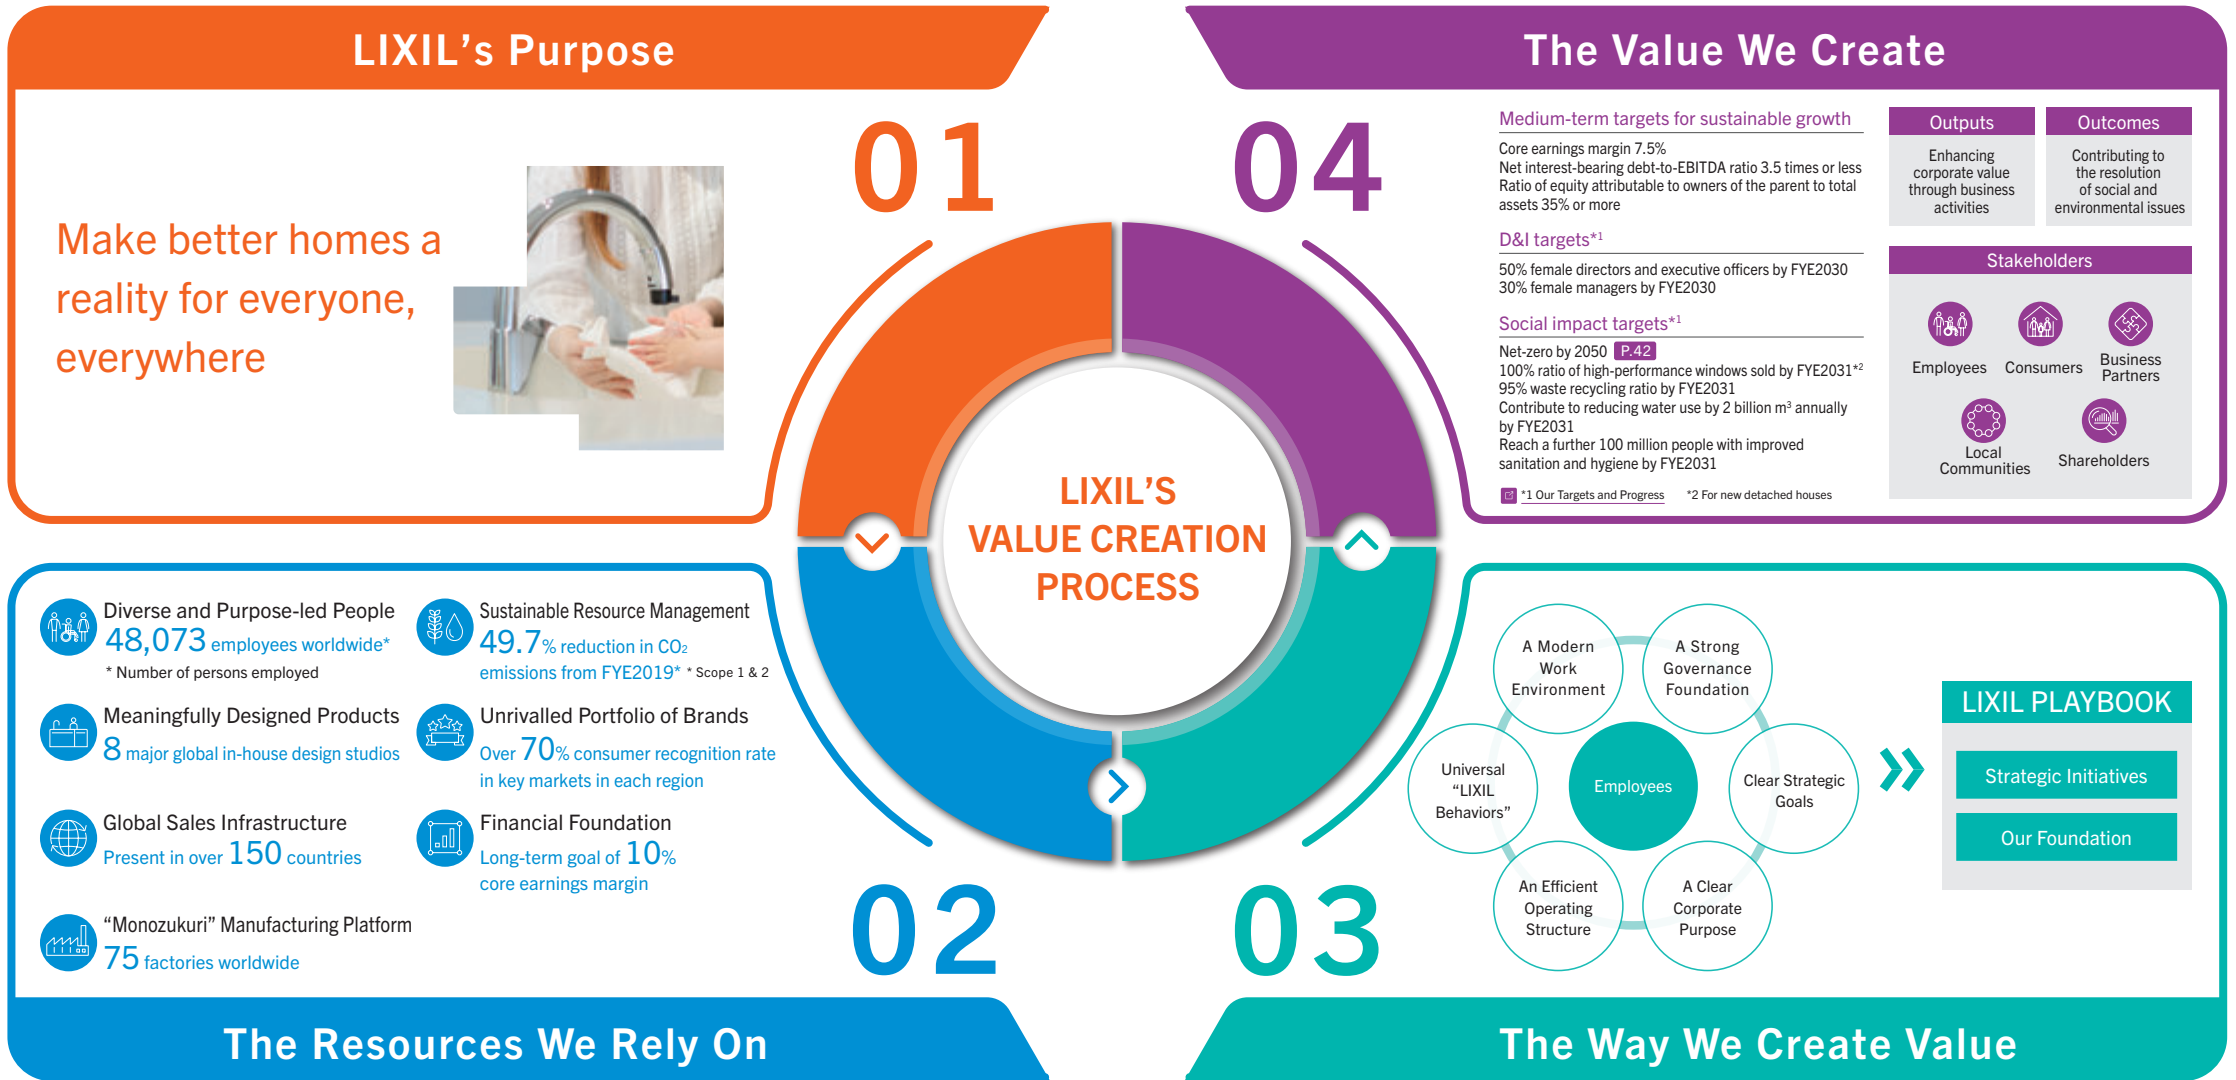 LIXIL's Purpose
01
Make better homes a
reality for everyone,
everywhere
LIXIL'S
VALUE CREATION
PROCESS
Diverse and Purpose-led People
48,073 employees worldwide*
* Number of persons employed
Meaningfully Designed Products
8 major global in-house design studios
Global Sales Infrastructure
Present in over 150 countries
“Monozukuri” Manufacturing Platform
75 factories worldwide
Sustainable Resource Management
49.7% reduction in CO₂
emissions from FYE2019* * Scope 1 & 2
Unrivalled Portfolio of Brands
Over 70% consumer recognition rate
in key markets in each region
Financial Foundation
Long-term goal of 10%
core earnings margin
02
The Resources We Rely On
03
A Modern
Work
Environment
A Strong
Governance
Foundation
Universal
“LIXIL
Behaviors”
Employees
Clear Strategic
Goals
An Efficient
Operating
Structure
A Clear
Corporate
Purpose
LIXIL PLAYBOOK
Strategic Initiatives
Our Foundation
The Way We Create Value
The Value We Create
04
Medium-term targets for sustainable growth
Core earnings margin 7.5%
Net interest-bearing debt-to-EBITDA ratio 3.5 times or less
Ratio of equity attributable to owners of the parent to total
assets 35% or more
D&I targets*1
50% female directors and executive officers by FYE2030
30% female managers by FYE2030
Social impact targets*1
Net-zero by 2050 P.42
100% ratio of high-performance windows sold by FYE2031*2
95% waste recycling ratio by FYE2031
Contribute to reducing water use by 2 billion m³ annually
by FYE2031
Reach a further 100 million people with improved
sanitation and hygiene by FYE2031
*1 Our Targets and Progress *2 For new detached houses
Outputs
Enhancing
corporate value
through business
activities
Outcomes
Contributing to
the resolution
of social and
environmental issues
Stakeholders
Employees
Consumers
Business
Partners
Local
Communities
Shareholders